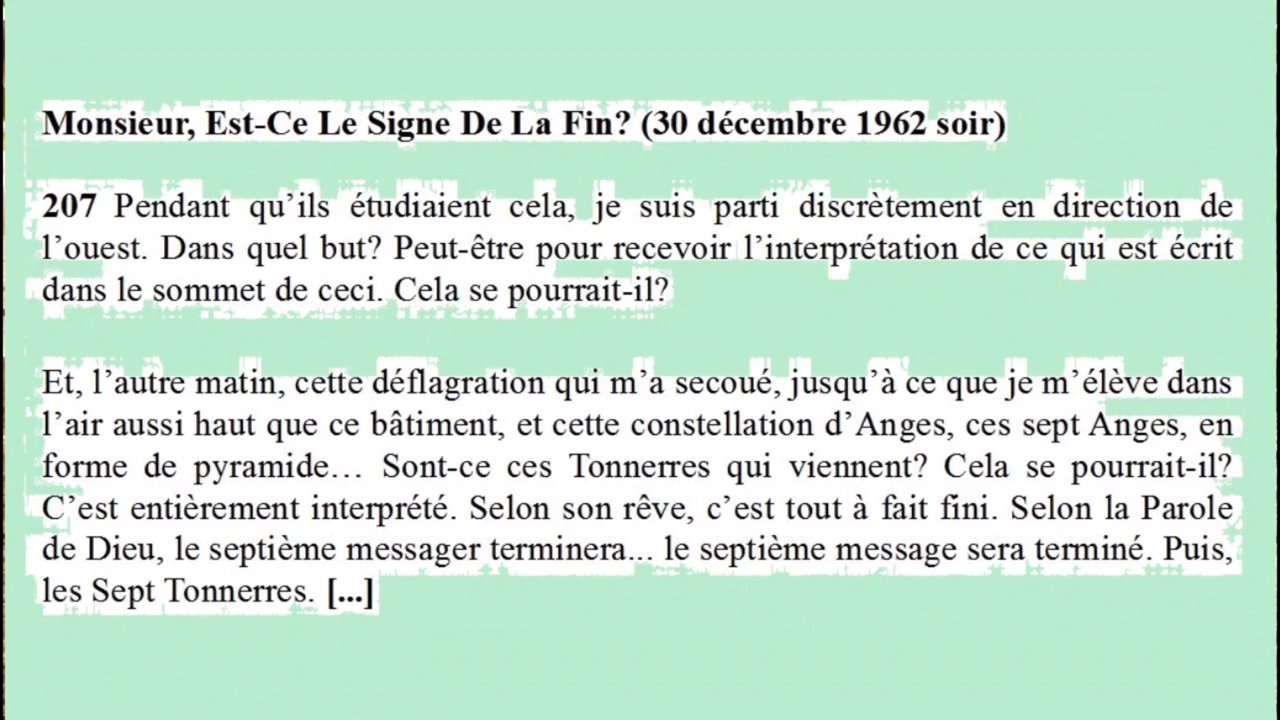 Monsieur, Est-Ce Le Signe De La Fin? (30 décembre 1962 soir)
207 Pendant qu’ils étudiaient cela, je suis parti discrètement en direction de
l’ouest. Dans quel but? Peut-être pour recevoir l’interprétation de ce qui est écrit
dans le sommet de ceci. Cela se pourrait-il?
Et, l’autre matin, cette déflagration qui m’a secoué, jusqu’à ce que je m’élève dans
l’air aussi haut que ce bâtiment, et cette constellation d’Anges, ces sept Anges, en
forme de pyramide… Sont-ce ces Tonnerres qui viennent? Cela se pourrait-il?
C’est entièrement interprété. Selon son rêve, c’est tout à fait fini. Selon la Parole
de Dieu, le septième messager terminera... le septième message sera terminé. Puis,
les Sept Tonnerres. [...]